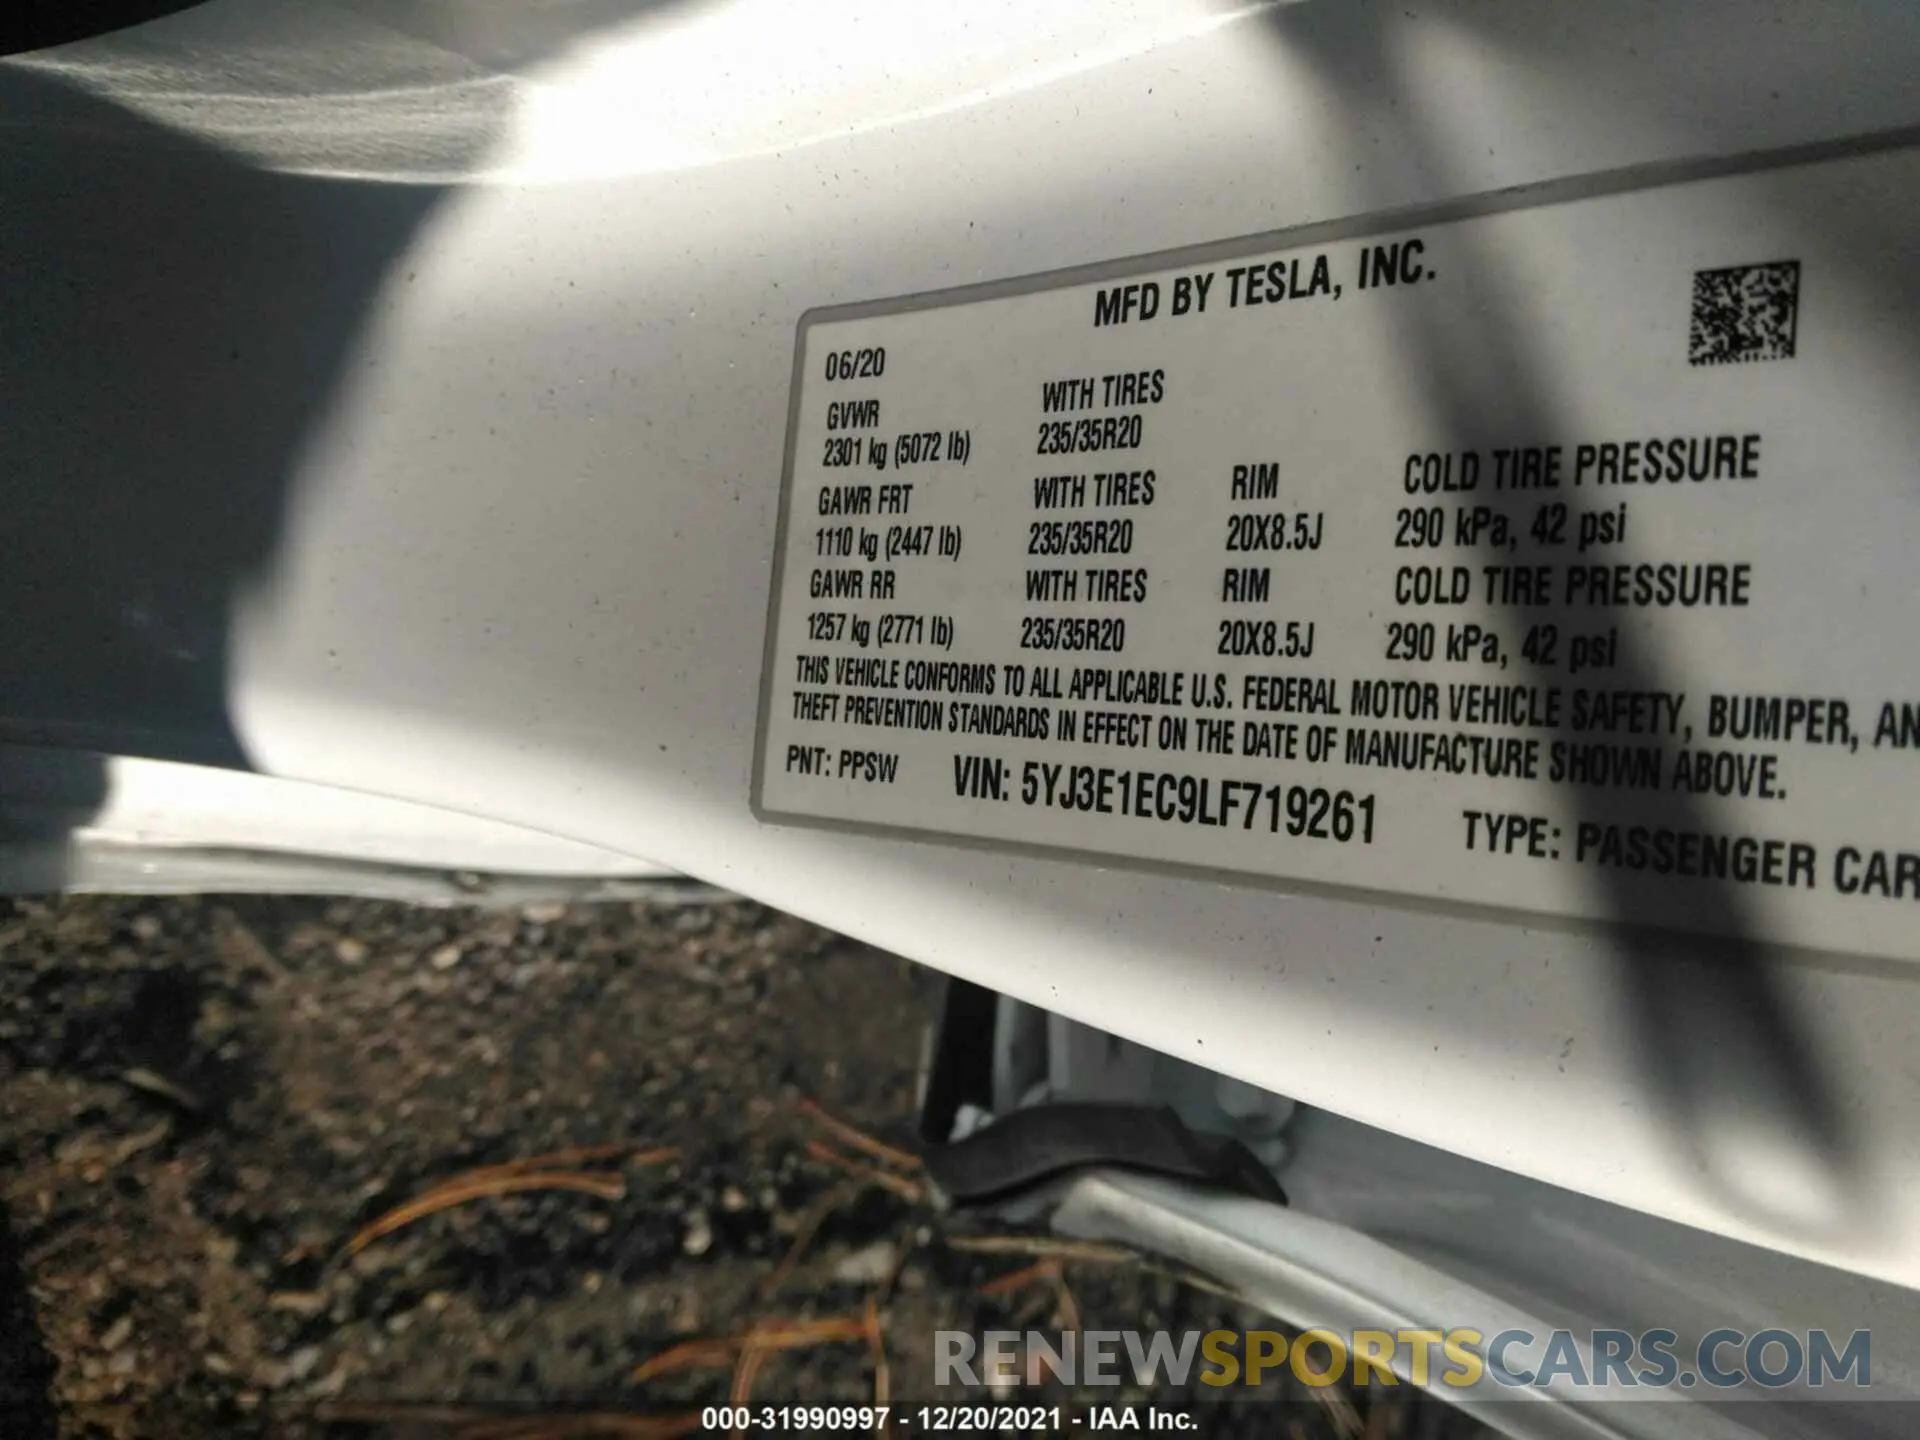 MFD BY TESLA, INC.
06/20
GVWR WITH TIRES
2301 kg (5072 lb) 235/35R20
GAWR FRT WITH TIRES RIM COLD TIRE PRESSURE
1110 kg (2447 lb) 235/35R20 20X8.5J 290 kPa, 42 psi
GAWR RR WITH TIRES RIM COLD TIRE PRESSURE
1257 kg (2771 lb) 235/35R20 20X8.5J 290 kPa, 42 psi
THIS VEHICLE CONFORMS TO ALL APPLICABLE U.S. FEDERAL MOTOR VEHICLE SAFETY, BUMPER, AN
THEFT PREVENTION STANDARDS IN EFFECT ON THE DATE OF MANUFACTURE SHOWN ABOVE.
PNT: PPSW VIN: 5YJ3E1EC9LF719261 TYPE: PASSENGER CAR
RENEWSPORTSCARS.COM
000-31990997 - 12/20/2021 - IAA Inc.